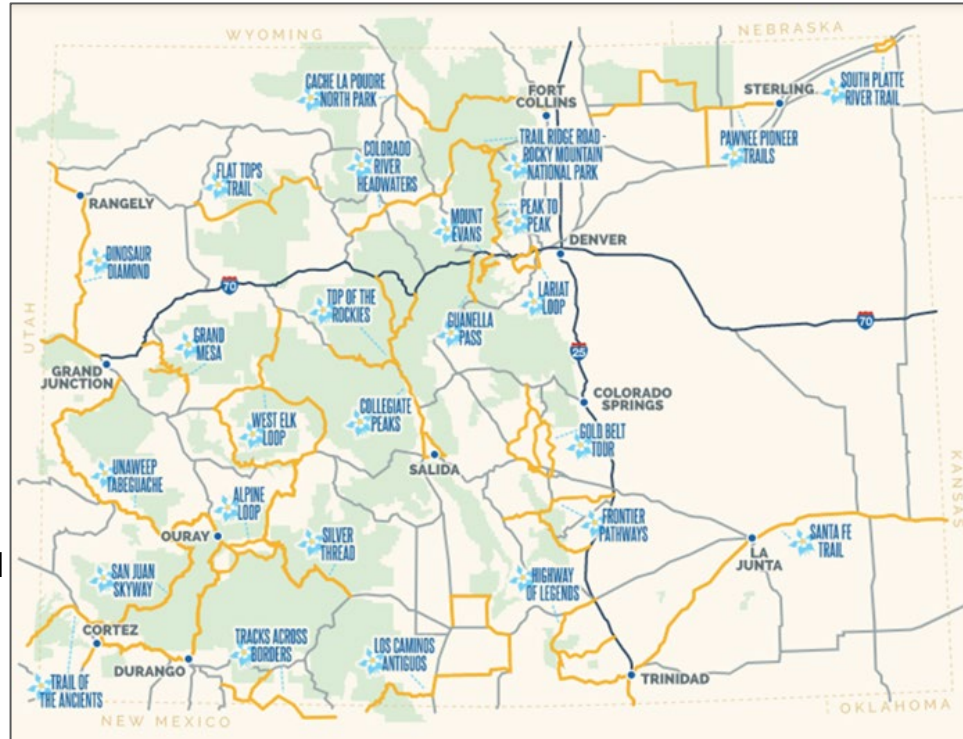 WYOMING
NEBRASKA
CACHE LA POUDRE
NORTH PARK
FORT
COLLINS
STERLING
SOUTH PLATTE
RIVER TRAIL
PAWNEE PIONEER
TRAILS
TRAIL RIDGE ROAD -
ROCKY MOUNTAIN
NATIONAL PARK
COLORADO
RIVER
HEADWATERS
FLAT TOPS
TRAIL
RANGELY
MOUNT
EVANS
PEAK TO
PEAK
DENVER
DINOSAUR
DIAMOND
70
TOP OF THE
ROCKIES
LARIAT
LOOP
GUANELLA
PASS
70
UTAH
GRAND
MESA
25
GRAND
JUNCTION
COLORADO
SPRINGS
WEST ELK
LOOP
COLLEGIATE
PEAKS
GOLD BELT
TOUR
SALIDA
KANSAS
UNAWEEP
TABEGUACHE
ALPINE
LOOP
OURAY
SILVER
THREAD
FRONTIER
PATHWAYS
LA
JUNTA
SANTA FE
TRAIL
SAN JUAN
SKYWAY
HIGHWAY
OF LEGENDS
CORTEZ
DURANGO
TRACKS ACROSS
BORDERS
LOS CAMINOS
ANTIGUOS
TRINIDAD
TRAIL OF
THE ANCIENTS
NEW MEXICO
OKLAHOMA